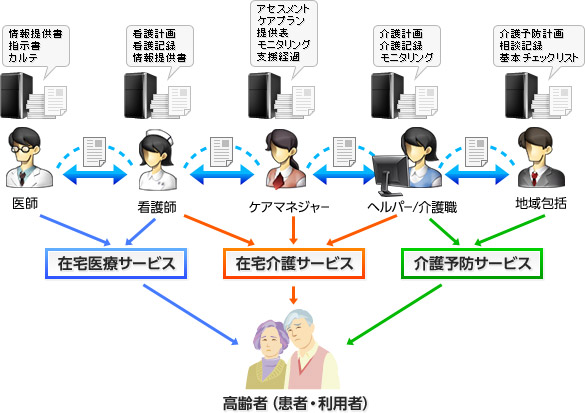 情報提供書
指示書
カルテ
看護計画
看護記録
情報提供書
アセスメント
ケアプラン
提供表
モニタリング
支援経過
介護計画
介護記録
モニタリング
介護予防計画
相談記録
基本チェックリスト
医師
看護師
ケアマネジャー
ヘルパー/介護職
地域包括
在宅医療サービス
在宅介護サービス
介護予防サービス
高齢者（患者・利用者）